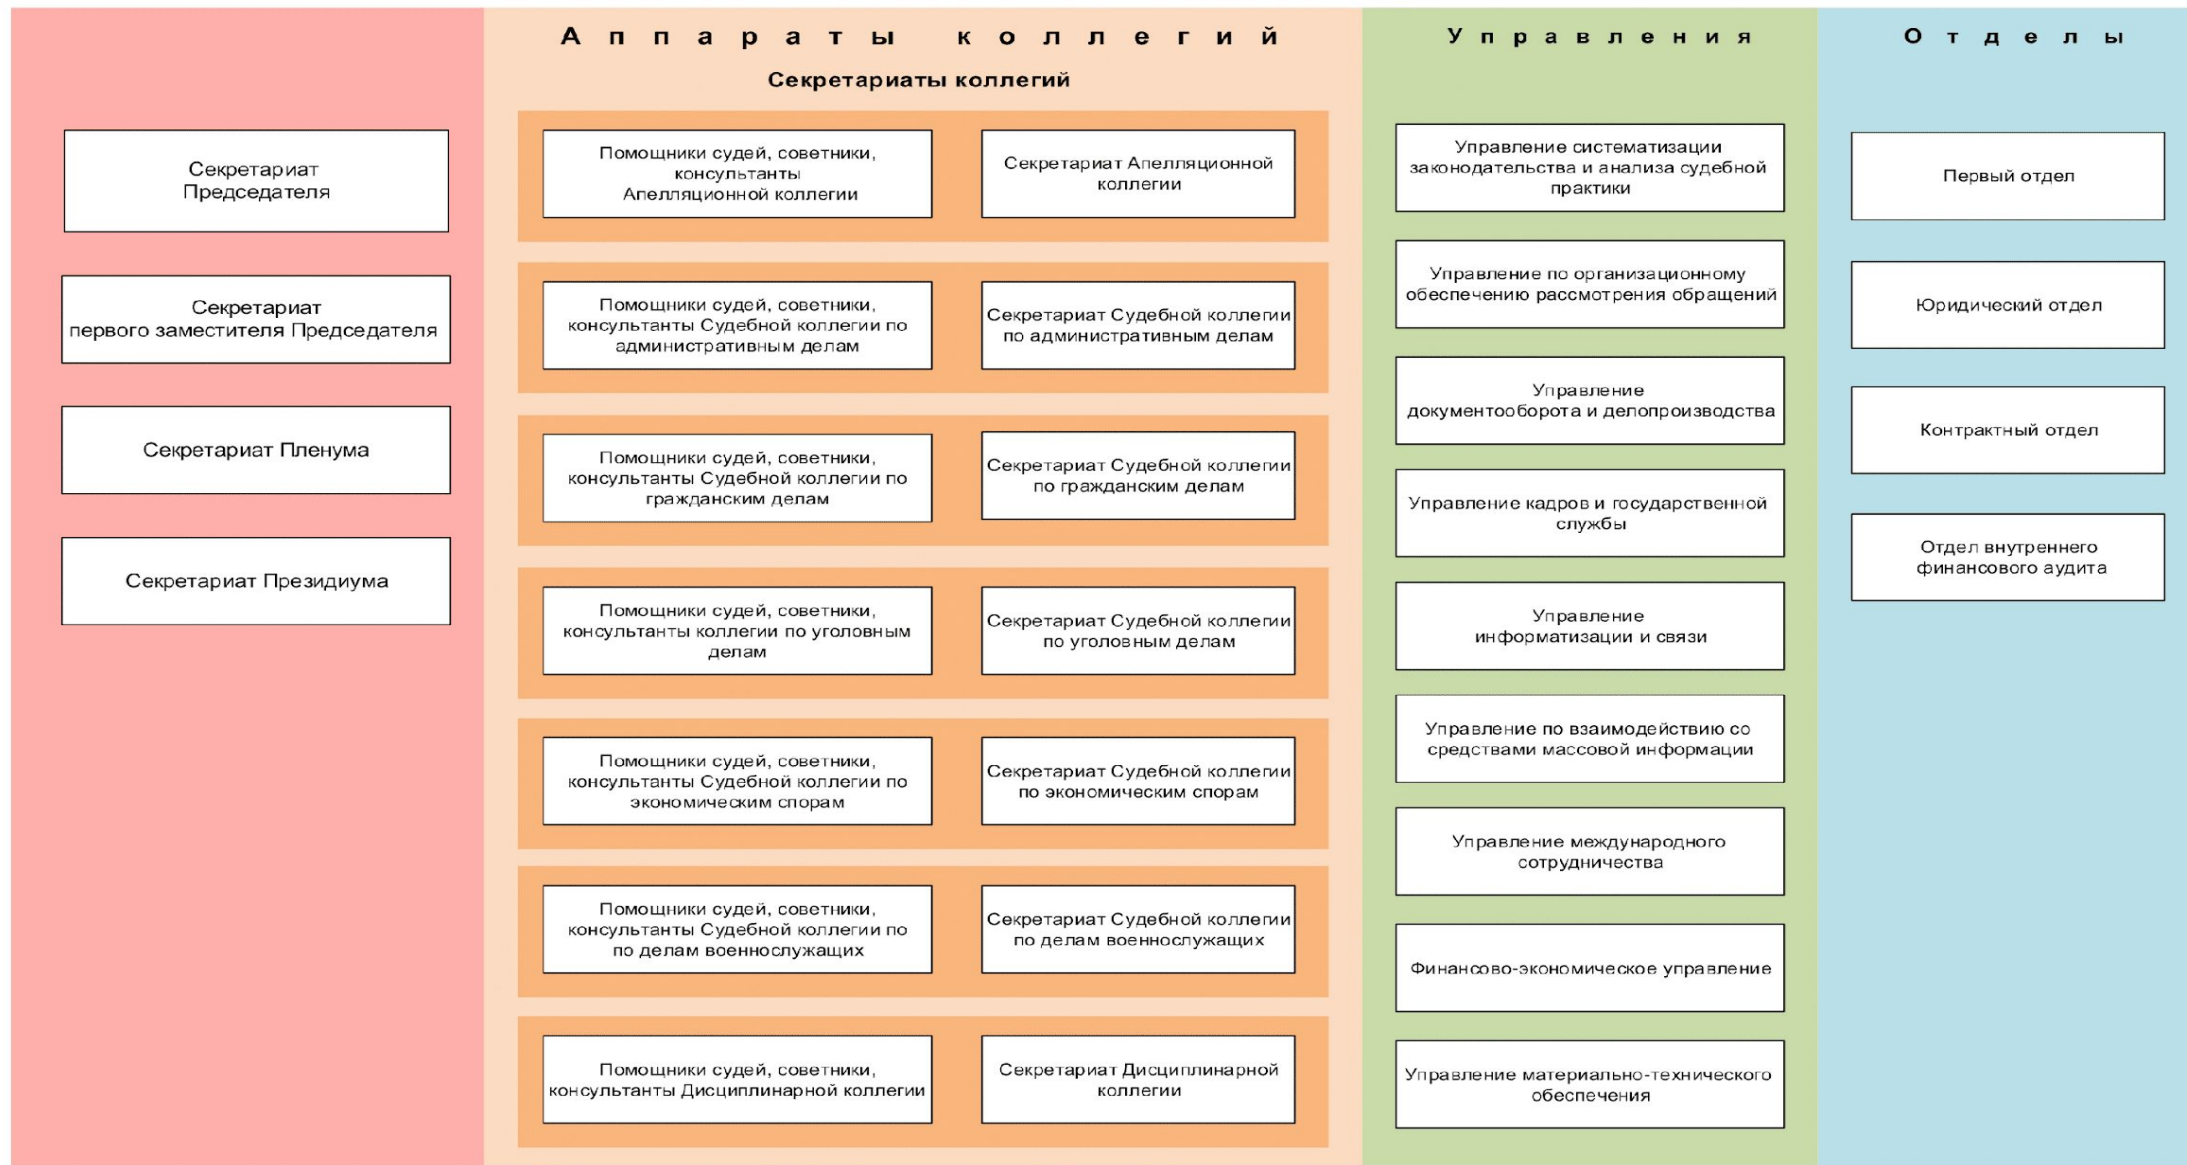 Аппараты коллегий
Управления
Отделы
Секретариаты коллегий
Секретариат
Председателя
Секретариат
первого заместителя Председателя
Секретариат Пленума
Секретариат Президиума
Помощники судей, советники,
консультанты
Апелляционной коллегии
Секретариат Апелляционной
коллегии
Помощники судей, советники,
консультанты Судебной коллегии по
административным делам
Секретариат Судебной коллегии
по административным делам
Помощники судей, советники,
консультанты Судебной коллегии по
гражданским делам
Секретариат Судебной коллегии
по гражданским делам
Помощники судей, советники,
консультанты коллегии по уголовным
делам
Секретариат Судебной коллегии
по уголовным делам
Помощники судей, советники,
консультанты Судебной коллегии по
экономическим спорам
Секретариат Судебной коллегии
по экономическим спорам
Помощники судей, советники,
консультанты Судебной коллегии по
по делам военнослужащих
Секретариат Судебной коллегии
по делам военнослужащих
Помощники судей, советники,
консультанты Дисциплинарной коллегии
Секретариат Дисциплинарной
коллегии
Управление систематизации
законодательства и анализа судебной
практики
Управление по организационному
обеспечению рассмотрения обращений
Управление
документооборота и делопроизводства
Управление кадров и государственной
службы
Управление
информатизации и связи
Управление по взаимодействию со
средствами массовой информации
Управление международного
сотрудничества
Финансово-экономическое управление
Управление материально-технического
обеспечения
Первый отдел
Юридический отдел
Контрактный отдел
Отдел внутреннего
финансового аудита